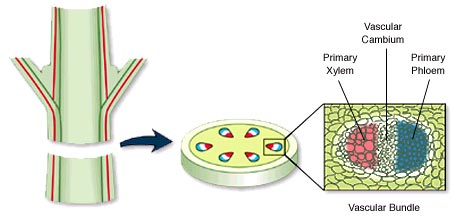 Vascular
Cambium
Primary
Xylem
Primary
Phloem
Vascular Bundle